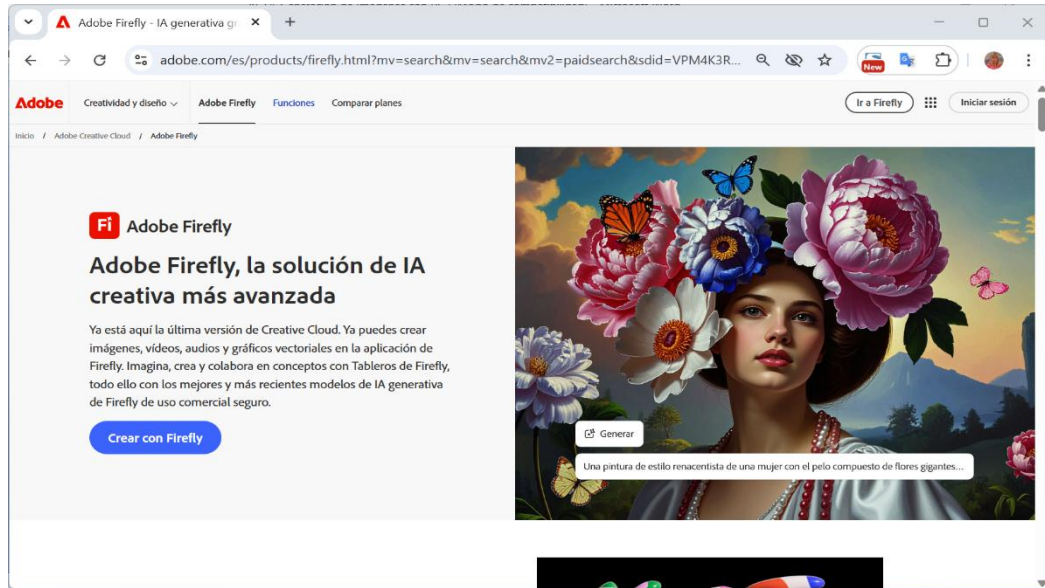 Adobe Firefly - IA generativa gr
adobe.com/es/products/firefly.html?mv=search&mv=search&mv2=paidsearch&sdid=VPM4K3R...
New
Adobe
Creatividad y diseño
Adobe Firefly
Funciones
Comparar planes
Ir a Firefly
Iniciar sesión
Inicio / Adobe Creative Cloud / Adobe Firefly
Fi Adobe Firefly
Adobe Firefly, la solución de IA
creativa más avanzada
Ya está aquí la última versión de Creative Cloud. Ya puedes crear
imágenes, vídeos, audios y gráficos vectoriales en la aplicación de
Firefly. Imagina, crea y colabora en conceptos con Tableros de Firefly,
todo ello con los mejores y más recientes modelos de IA generativa
de Firefly de uso comercial seguro.
Crear con Firefly
Generar
Una pintura de estilo renacentista de una mujer con el pelo compuesto de flores gigantes...